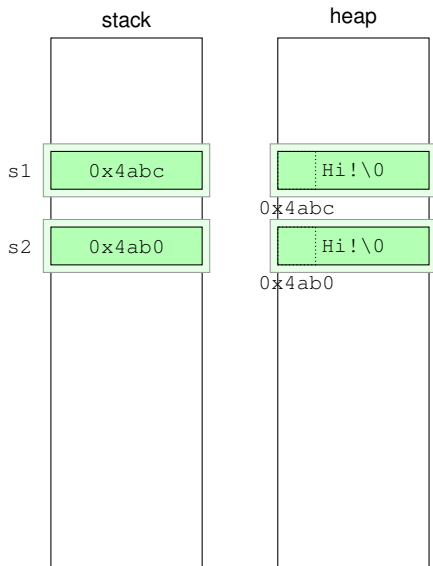 stack heap
s1 0x4abc Hi!\0
0x4abc
s2 0x4ab0 Hi!\0
0x4ab0